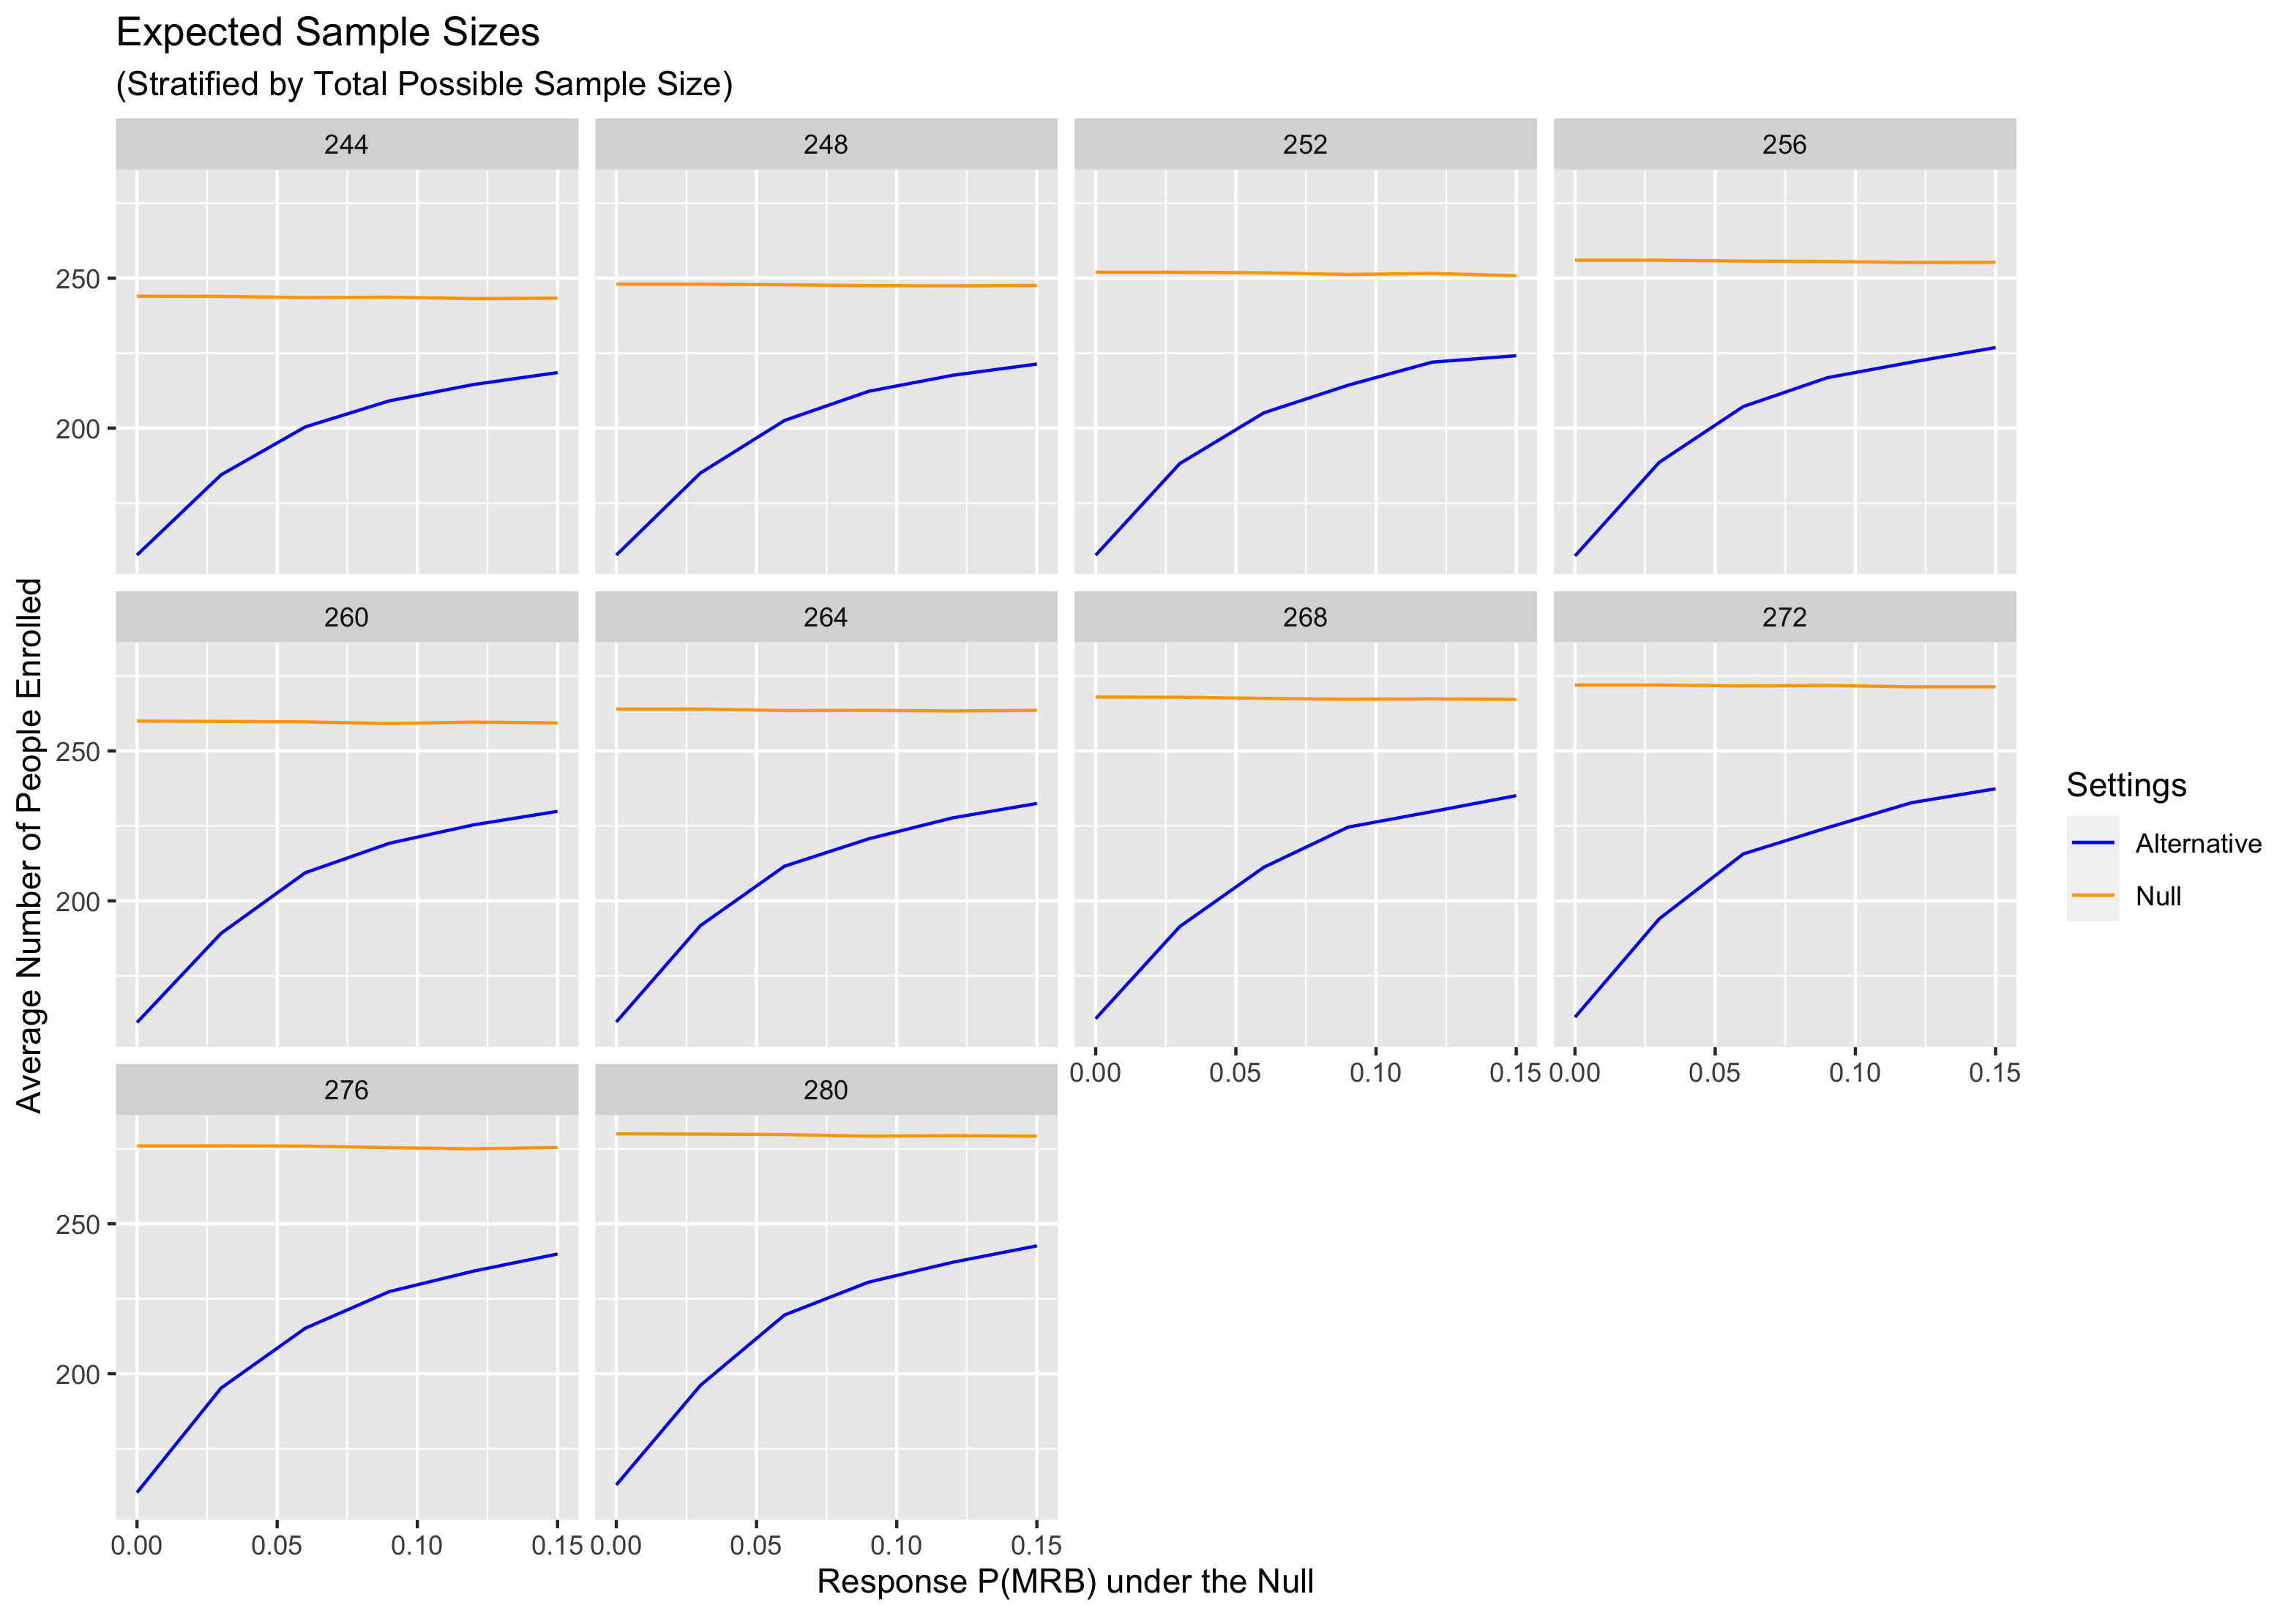 Expected Sample Sizes
(Stratified by Total Possible Sample Size)
244 248 252 256
250
200
260 264 268 272
250
200
0.00 0.05 0.10 0.15 0.00 0.05 0.10 0.15
276 280
250
200
0.00 0.05 0.10 0.15 0.00 0.05 0.10 0.15
Response P(MRB) under the Null
Average Number of People Enrolled
Settings
Alternative
Null